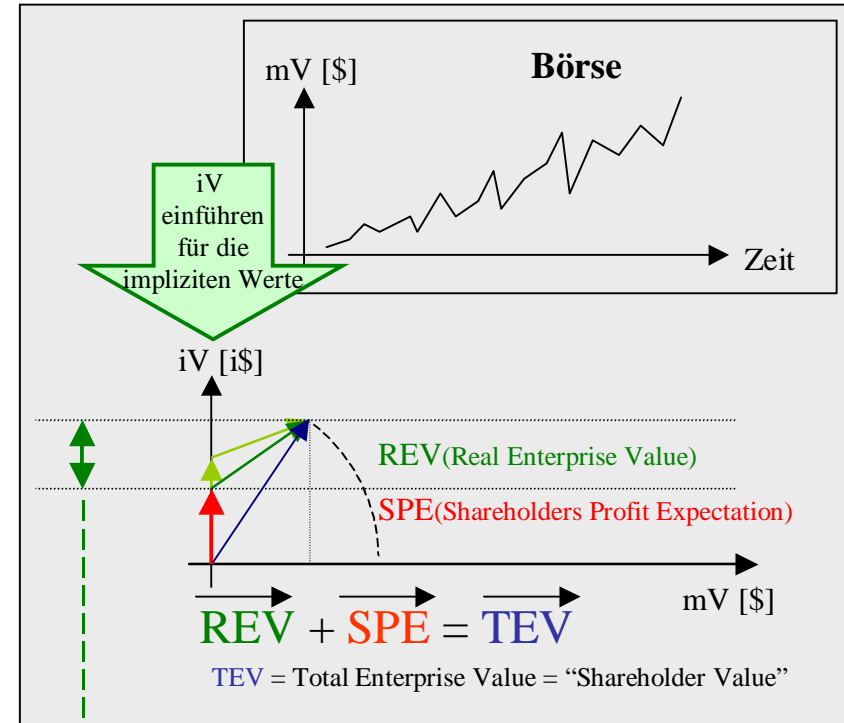 Börse
mV [$]
Zeit
iV
einführen
für die
impliziten Werte
iV [i$]
REV(Real Enterprise Value)
SPE(Shareholders Profit Expectation)
mV [$]
REV + SPE = TEV
TEV = Total Enterprise Value = “Shareholder Value”